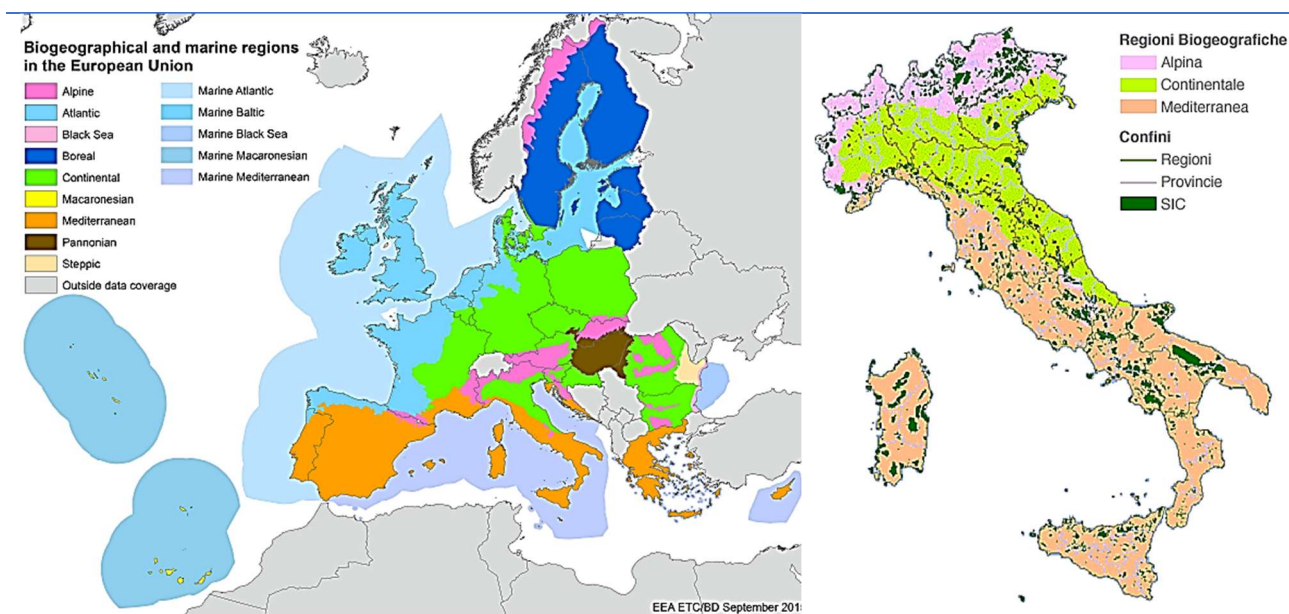 Biogeographical and marine regions
in the European Union
Alpine
Atlantic
Black Sea
Boreal
Continental
Macaronesian
Mediterranean
Pannonian
Steppic
Outside data coverage
Marine Atlantic
Marine Baltic
Marine Black Sea
Marine Macaronesian
Marine Mediterranean
EEA ETC/BD September 201
Regioni Biogeografiche
Alpina
Continentale
Mediterranea
Confini
Regioni
Provincie
SIC